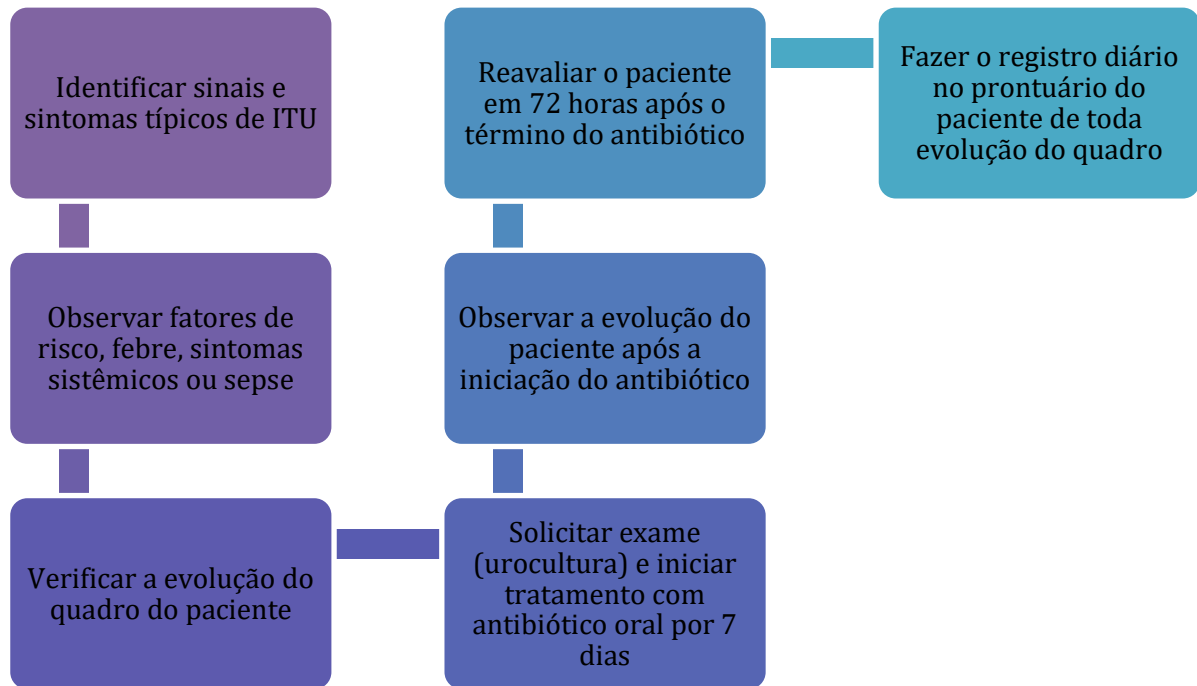 Identificar sinais e
sintomas típicos de ITU
Observar fatores de
risco, febre, sintomas
sistêmicos ou sepse
Verificar a evolução do
quadro do paciente
Solicitar exame
(urocultura) e iniciar
tratamento com
antibiótico oral por 7
dias
Observar a evolução do
paciente após a
iniciação do antibiótico
Reavaliar o paciente
em 72 horas após o
término do antibiótico
Fazer o registro diário
no prontuário do
paciente de toda
evolução do quadro